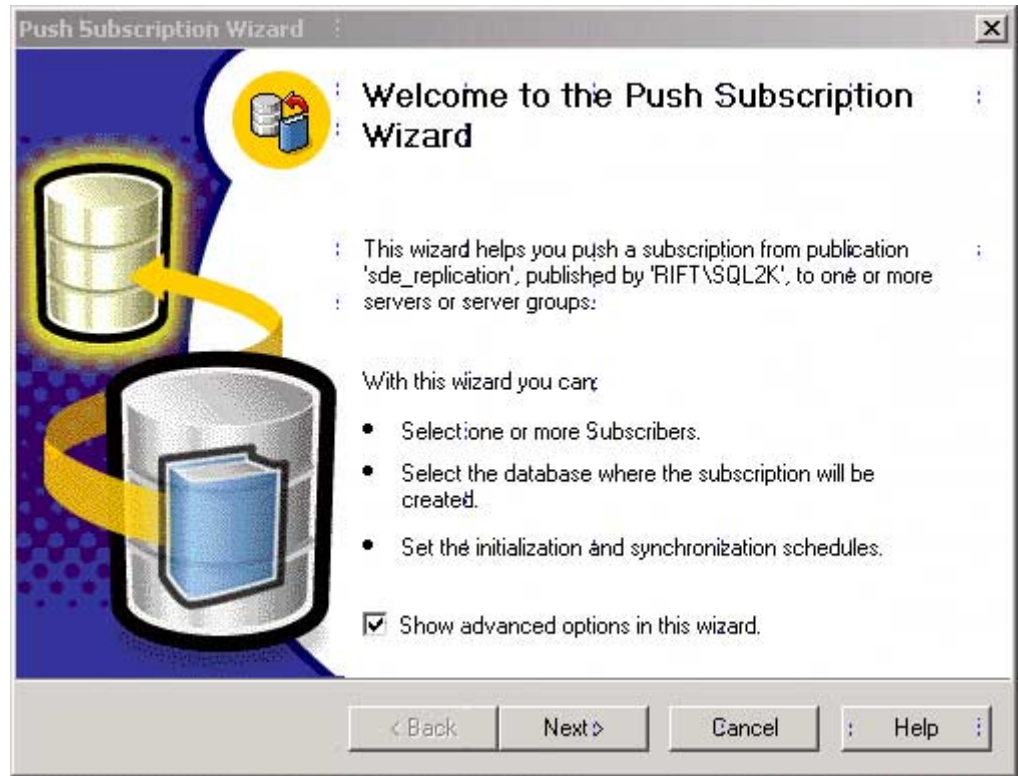 Push Subscription Wizard
Welcome to the Push Subscription
Wizard
This wizard helps you push a subscription from publication
'sde_replication', published by 'RIFT\SQL2K', to one or more
servers or server groups.
With this wizard you can:
• Select one or more Subscribers.
• Select the database where the subscription will be
created.
• Set the initialization and synchronization schedules.
Show advanced options in this wizard.
< Back
Next >
Cancel
Help